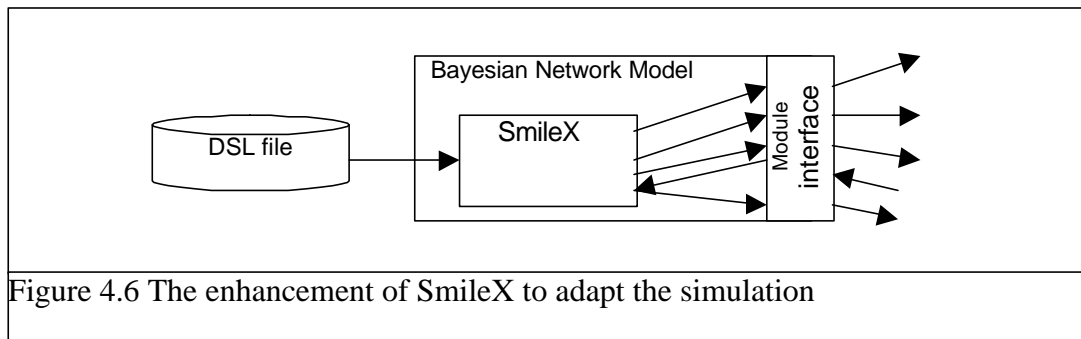 Bayesian Network Model
SmileX
DSL file
Module
interface
Figure 4.6 The enhancement of SmileX to adapt the simulation